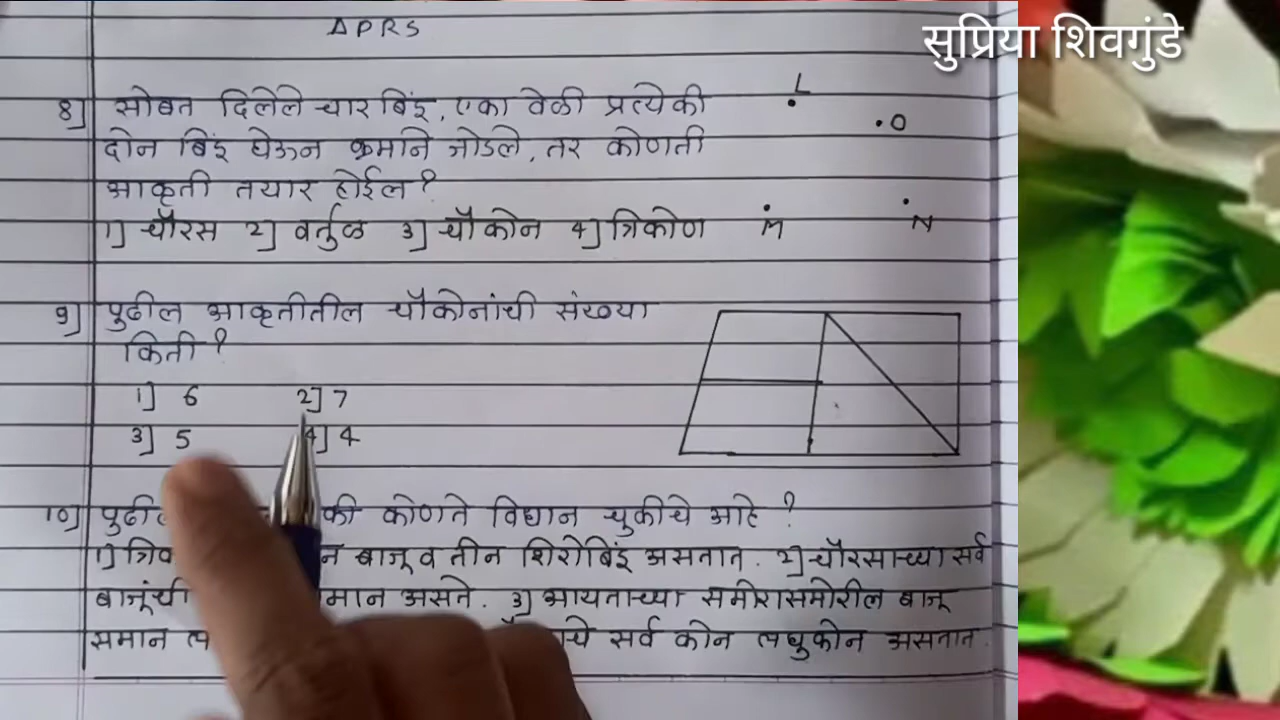 APRS
सुप्रिया शिवगुंडे
8] सोबत दिलेले चार बिंदू, एका वेळी प्रत्येकी
दोन बिंदू घेऊन क्रमाने जोडले, तर कोणती
आकृती तयार होईल?
1] चौरस 2] वर्तुळ 3] चौकोन 4] त्रिकोण
L
O
M
N
9] पुढील आकृतीतील चौकोनांची संख्या
किती?
1] 6 2] 7
3] 5 4] 4
10] की कोणते विधान चुकीचे आहे?
1] बाजू व तीन शिरोबिंदू असतात. 2] चौरसाच्या सर्व
बाजूंची असते. 3] आयताच्या समोरासमोरील बाजू
समान सर्व कोन लघुकोन असतात.